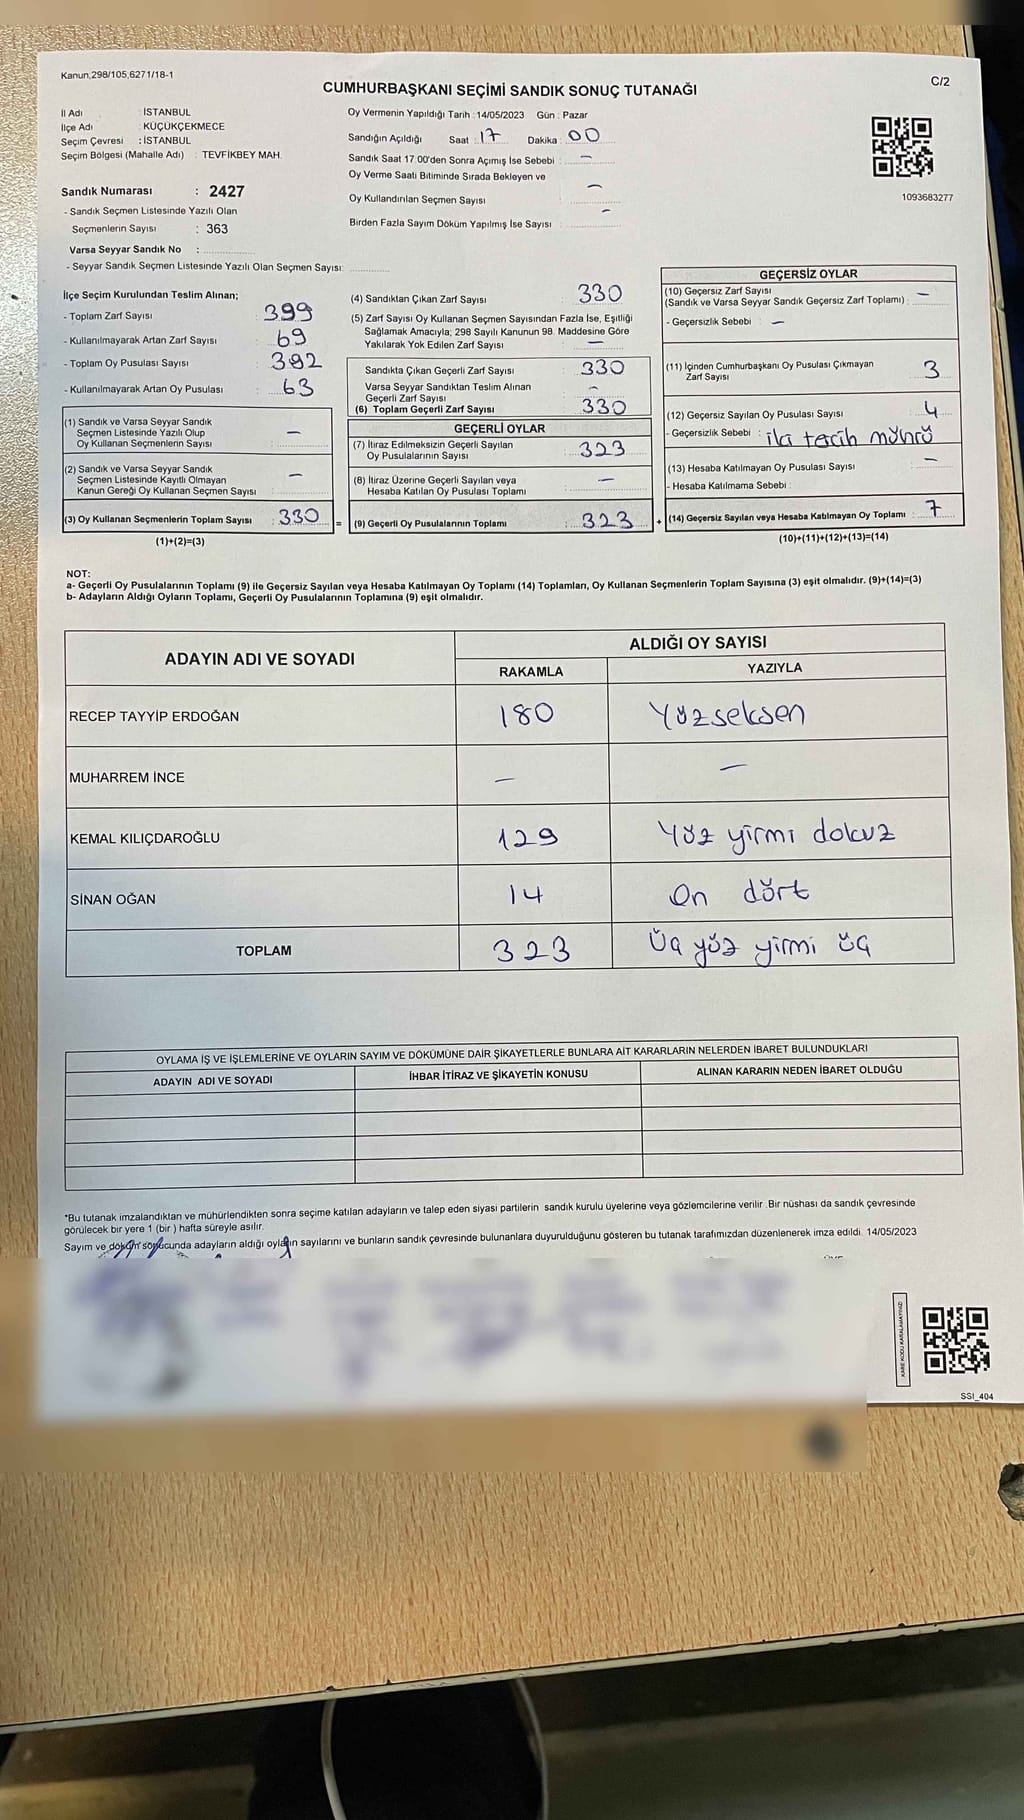 Kanun,298/105,6271/18-1
C/2
CUMHURBAŞKANI SEÇİMİ SANDIK SONUÇ TUTANAĞI
İl Adı : İSTANBUL
İlçe Adı : KÜÇÜKÇEKMECE
Seçim Çevresi : İSTANBUL
Seçim Bölgesi (Mahalle Adı) : TEVFİKBEY MAH.
Sandık Numarası : 2427
- Sandık Seçmen Listesinde Yazılı Olan
Seçmenlerin Sayısı : 363
Varsa Seyyar Sandık No :
- Seyyar Sandık Seçmen Listesinde Yazılı Olan Seçmen Sayısı:
Oy Vermenin Yapıldığı Tarih : 14/05/2023 Gün : Pazar
Sandığın Açıldığı Saat : 17 Dakika : 00
Sandık Saat 17:00'den Sonra Açımış İse Sebebi : —
Oy Verme Saati Bitiminde Sırada Bekleyen ve
Oy Kullandırılan Seçmen Sayısı : —
Birden Fazla Sayım Döküm Yapılmış İse Sayısı : —
1093683277
İlçe Seçim Kurulundan Teslim Alınan;
- Toplam Zarf Sayısı : 399
- Kullanılmayarak Artan Zarf Sayısı : 69
- Toplam Oy Pusulası Sayısı : 392
- Kullanılmayarak Artan Oy Pusulası : 63
(1) Sandık ve Varsa Seyyar Sandık
Seçmen Listesinde Yazılı Olup
Oy Kullanan Seçmenlerin Sayısı : —
(2) Sandık ve Varsa Seyyar Sandık
Seçmen Listesinde Kayıtlı Olmayan
Kanun Gereği Oy Kullanan Seçmen Sayısı : —
(3) Oy Kullanan Seçmenlerin Toplam Sayısı : 330
(1)+(2)=(3)
=
(4) Sandıktan Çıkan Zarf Sayısı : 330
(5) Zarf Sayısı Oy Kullanan Seçmen Sayısından Fazla İse, Eşitliği
Sağlamak Amacıyla; 298 Sayılı Kanunun 98. Maddesine Göre
Yakılarak Yok Edilen Zarf Sayısı : —
Sandıkta Çıkan Geçerli Zarf Sayısı : 330
Varsa Seyyar Sandıktan Teslim Alınan
Geçerli Zarf Sayısı : —
(6) Toplam Geçerli Zarf Sayısı : 330
GEÇERLİ OYLAR
(7) İtiraz Edilmeksizin Geçerli Sayılan
Oy Pusulalarının Sayısı : 323
(8) İtiraz Üzerine Geçerli Sayılan veya
Hesaba Katılan Oy Pusulası Toplamı : —
(9) Geçerli Oy Pusulalarının Toplamı : 323
+
GEÇERSİZ OYLAR
(10) Geçersiz Zarf Sayısı
(Sandık ve Varsa Seyyar Sandık Geçersiz Zarf Toplamı) : —
- Geçersizlik Sebebi : —
(11) İçinden Cumhurbaşkanı Oy Pusulası Çıkmayan
Zarf Sayısı : 3
(12) Geçersiz Sayılan Oy Pusulası Sayısı : 4
- Geçersizlik Sebebi : iki tercih mührü
(13) Hesaba Katılmayan Oy Pusulası Sayısı : —
- Hesaba Katılmama Sebebi :
(14) Geçersiz Sayılan veya Hesaba Katılmayan Oy Toplamı : 7
(10)+(11)+(12)+(13)=(14)
NOT:
a- Geçerli Oy Pusulalarının Toplamı (9) ile Geçersiz Sayılan veya Hesaba Katılmayan Oy Toplamı (14) Toplamları, Oy Kullanan Seçmenlerin Toplam Sayısına (3) eşit olmalıdır. (9)+(14)=(3)
b- Adayların Aldığı Oyların Toplamı, Geçerli Oy Pusulalarının Toplamına (9) eşit olmalıdır.
ADAYIN ADI VE SOYADI
ALDIĞI OY SAYISI
RAKAMLA YAZIYLA
RECEP TAYYİP ERDOĞAN 180 Yüzseksen
MUHARREM İNCE — —
KEMAL KILIÇDAROĞLU 129 Yüz yirmi dokuz
SİNAN OĞAN 14 On dört
TOPLAM 323 Üç yüz yirmi üç
OYLAMA İŞ VE İŞLEMLERİNE VE OYLARIN SAYIM VE DÖKÜMÜNE DAİR ŞİKAYETLERLE BUNLARA AİT KARARLARIN NELERDEN İBARET BULUNDUKLARI
ADAYIN ADI VE SOYADI İHBAR İTİRAZ VE ŞİKAYETİN KONUSU ALINAN KARARIN NEDEN İBARET OLDUĞU
*Bu tutanak imzalandıktan ve mühürlendikten sonra seçime katılan adayların ve talep eden siyasi partilerin sandık kurulu üyelerine veya gözlemcilerine verilir. Bir nüshası da sandık çevresinde
görülecek bir yere 1 (bir ) hafta süreyle asılır.
Sayım ve döküm sonucunda adayların aldığı oyların sayılarını ve bunların sandık çevresinde bulunanlara duyurulduğunu gösteren bu tutanak tarafımızdan düzenlenerek imza edildi. 14/05/2023
KARE KODU KARALAMAYINIZ!
SSI_404